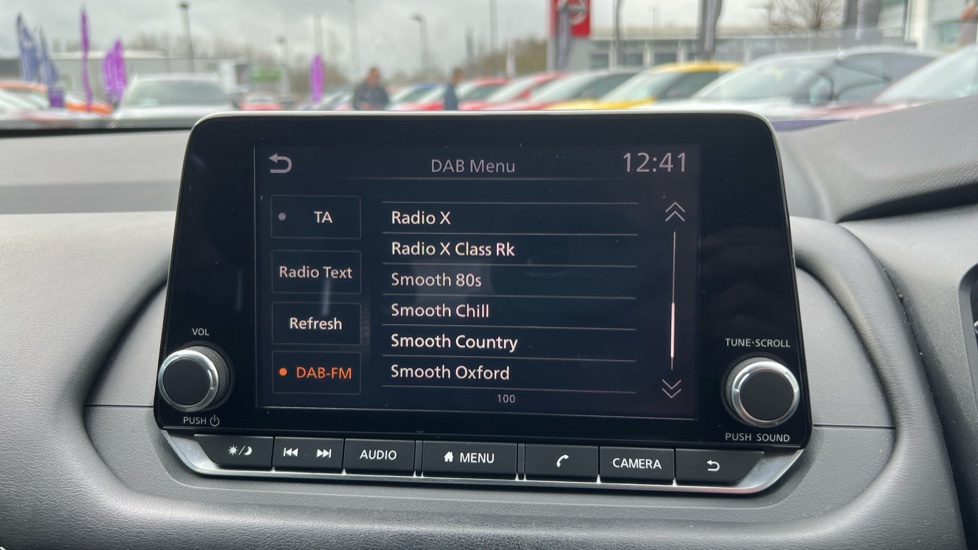 DAB Menu
12:41
TA
Radio X
Radio X Class Rk
Radio Text
Smooth 80s
Smooth Chill
Refresh
Smooth Country
DAB-FM
Smooth Oxford
100
VOL
PUSH
TUNE·SCROLL
PUSH SOUND
AUDIO
MENU
CAMERA